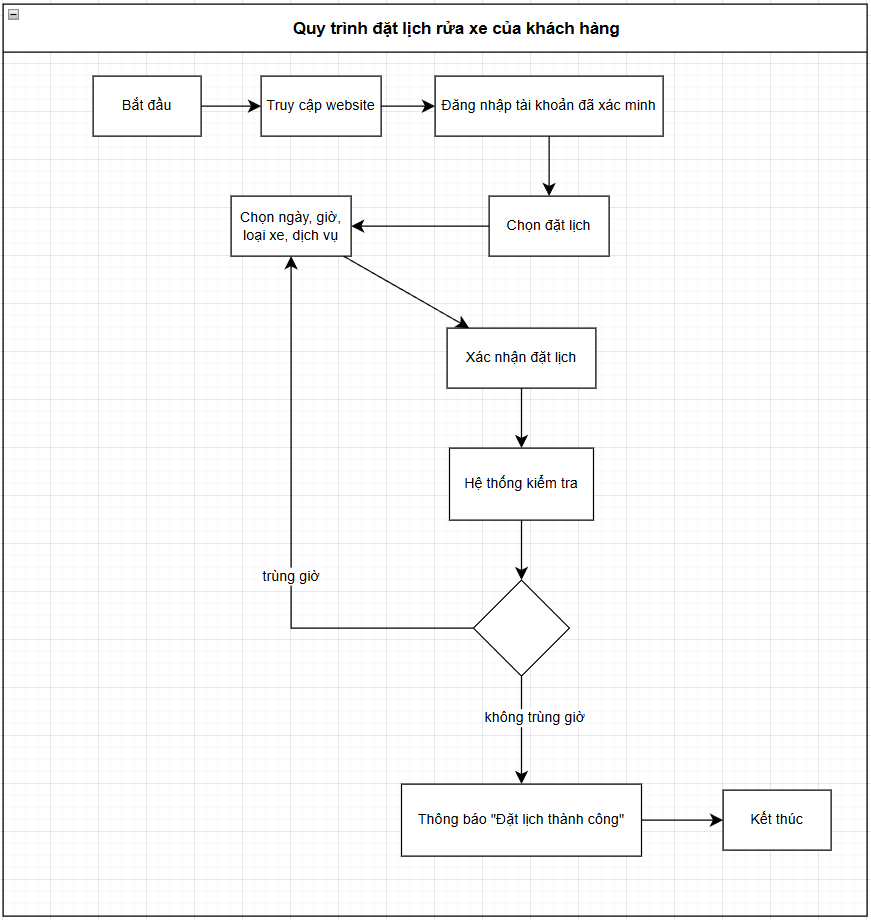 Quy trình đặt lịch rửa xe của khách hàng
Bắt đầu
Truy cập website
Đăng nhập tài khoản đã xác minh
Chọn đặt lịch
Chọn ngày, giờ,
loại xe, dịch vụ
Xác nhận đặt lịch
Hệ thống kiểm tra
trùng giờ
không trùng giờ
Thông báo "Đặt lịch thành công"
Kết thúc